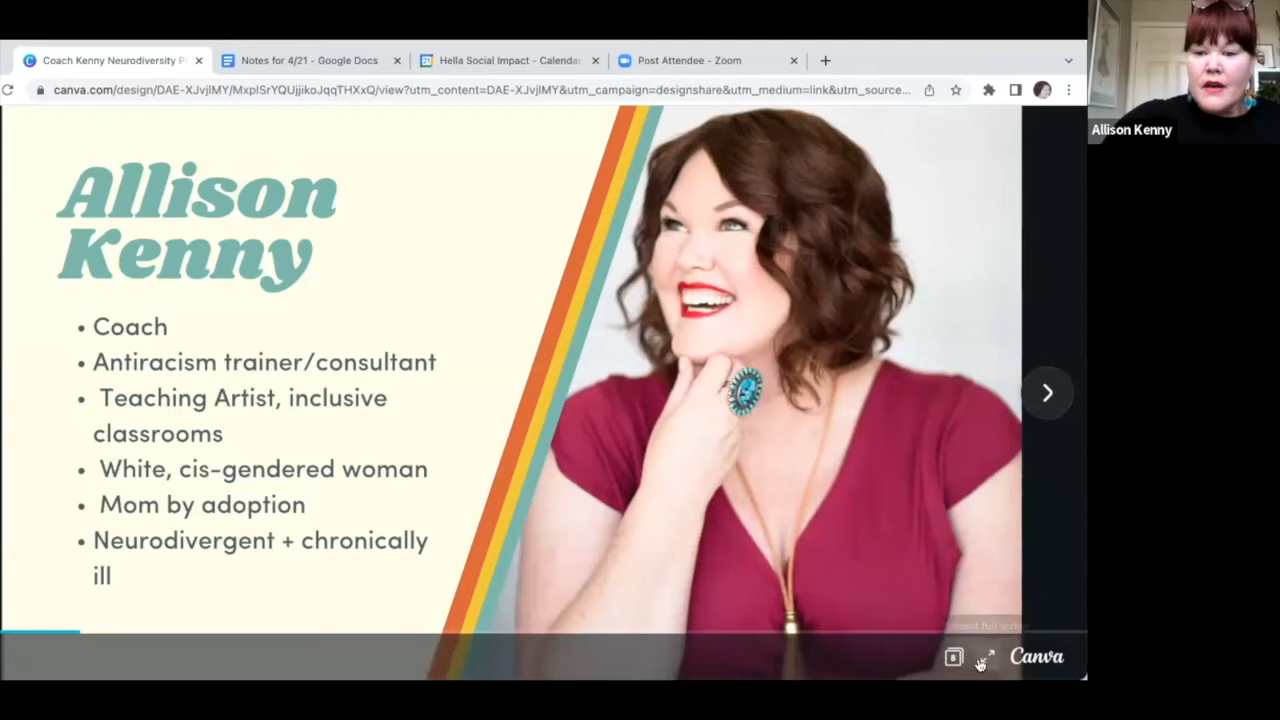 Coach Kenny Neurodiversity P
Notes for 4/21 - Google Docs
Hella Social Impact - Calenda
Post Attendee - Zoom
canva.com/design/DAE-XJvjlMY/MxplSrYQUjjikoJqqTHXxQ/view?utm_content=DAE-XJvjlMY&utm_campaign=designshare&utm_medium=link&utm_source...
Allison Kenny
Allison
Kenny
• Coach
• Antiracism trainer/consultant
• Teaching Artist, inclusive
classrooms
• White, cis-gendered woman
• Mom by adoption
• Neurodivergent + chronically
ill
8
Canva